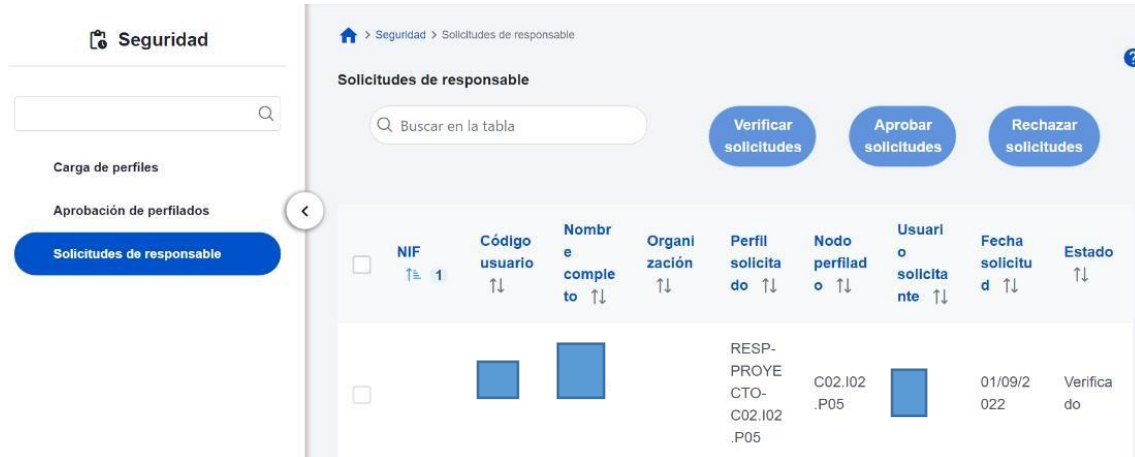 Seguridad
Carga de perfiles
Aprobación de perfilados
Solicitudes de responsable
> Seguridad > Solicitudes de responsable
?
Solicitudes de responsable
Buscar en la tabla
Verificar
solicitudes
Aprobar
solicitudes
Rechazar
solicitudes
NIF
1
Código
usuario
Nombr
e
comple
to
Organi
zación
Perfil
solicita
do
Nodo
perfilad
o
Usuari
o
solicita
nte
Fecha
solicitu
d
Estado
RESP-
PROYE
CTO-
C02.I02
.P05
C02.I02
.P05
01/09/2
022
Verifica
do